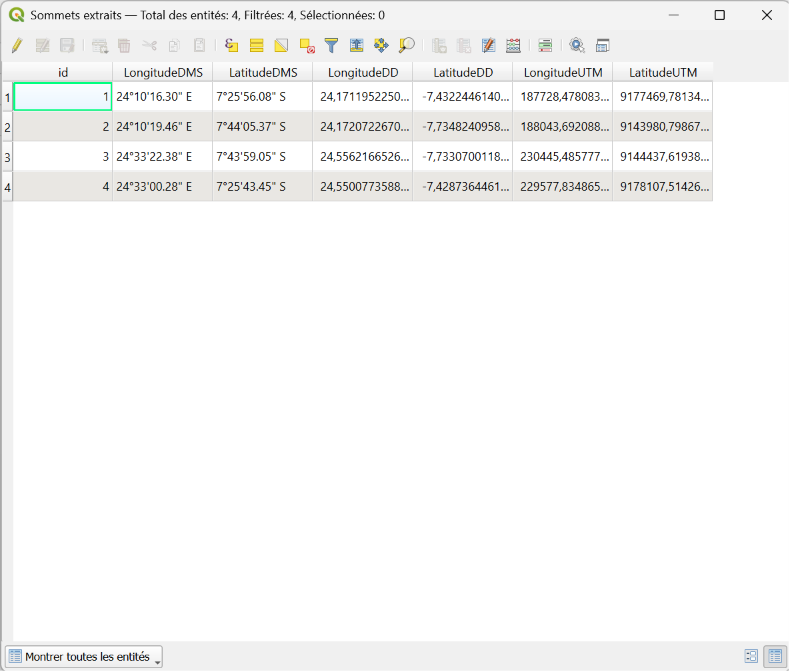 Sommets extraits — Total des entités: 4, Filtrées: 4, Sélectionnées: 0
id LongitudeDMS LatitudeDMS LongitudeDD LatitudeDD LongitudeUTM LatitudeUTM
1 1 24°10'16.30" E 7°25'56.08" S 24,1711952250... -7,4322446140... 187728,478083... 9177469,78134...
2 2 24°10'19.46" E 7°44'05.37" S 24,1720722670... -7,7348240958... 188043,692088... 9143980,79867...
3 3 24°33'22.38" E 7°43'59.05" S 24,5562166526... -7,7330700118... 230445,485777... 9144437,61938...
4 4 24°33'00.28" E 7°25'43.45" S 24,5500773588... -7,4287364461... 229577,834865... 9178107,51426...
Montrer toutes les entités